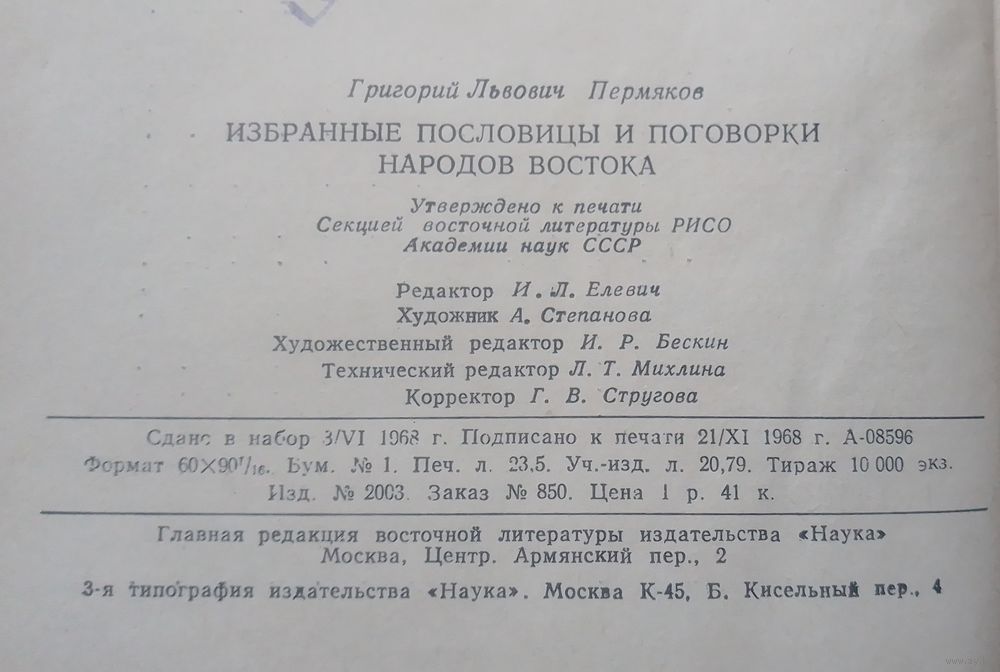 Григорий Львович Пермяков
ИЗБРАННЫЕ ПОСЛОВИЦЫ И ПОГОВОРКИ
НАРОДОВ ВОСТОКА
Утверждено к печати
Секцией восточной литературы РИСО
Академии наук СССР
Редактор И. Л. Елевич
Художник А. Степанова
Художественный редактор И. Р. Бескин
Технический редактор Л. Т. Михлина
Корректор Г. В. Стругова
Сдано в набор 3/VI 1968 г. Подписано к печати 21/XI 1968 г. А-08596
Формат 60×90 1/16. Бум. № 1. Печ. л. 23,5. Уч.-изд. л. 20,79. Тираж 10 000 экз.
Изд. № 2003. Заказ № 850. Цена 1 р. 41 к.
Главная редакция восточной литературы издательства «Наука»
Москва, Центр. Армянский пер., 2
3-я типография издательства «Наука». Москва К-45, Б. Кисельный пер., 4